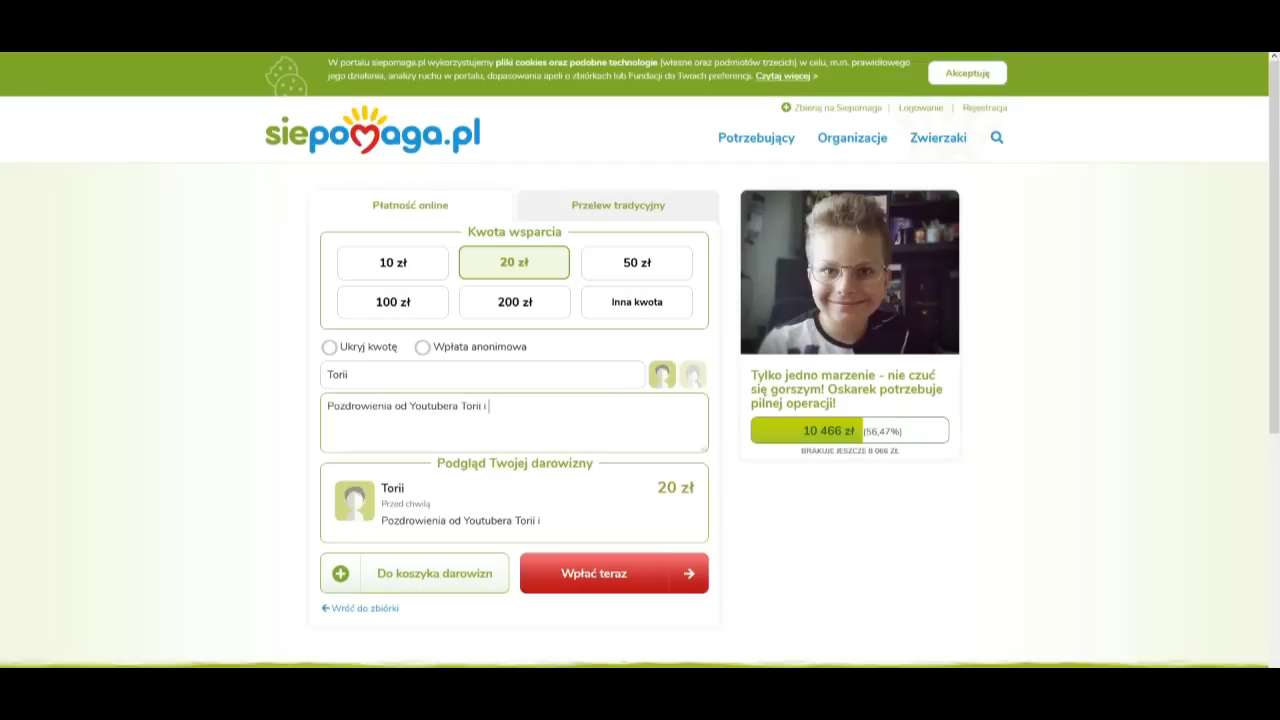 W portalu siepomaga.pl wykorzystujemy pliki cookies oraz podobne technologie (własne oraz podmiotów trzecich) w celu, m.in. prawidłowego
jego działania, analizy ruchu w portalu, dopasowania apeli o zbiórkach lub Fundacji do Twoich preferencji. Czytaj więcej >
Akceptuję
Zbieraj na Siepomaga | Logowanie | Rejestracja
siepomaga.pl
Potrzebujący Organizacje Zwierzaki
Płatność online
Przelew tradycyjny
Kwota wsparcia
10 zł 20 zł 50 zł
100 zł 200 zł Inna kwota
Ukryj kwotę Wpłata anonimowa
Torii
Pozdrowienia od Youtubera Torii i
Podgląd Twojej darowizny
Torii 20 zł
Przed chwilą
Pozdrowienia od Youtubera Torii i
Do koszyka darowizn
Wpłać teraz
Wróć do zbiórki
Tylko jedno marzenie - nie czuć
się gorszym! Oskarek potrzebuje
pilnej operacji!
10 466 zł (56,47%)
BRAKUJE JESZCZE 8 066 ZŁ